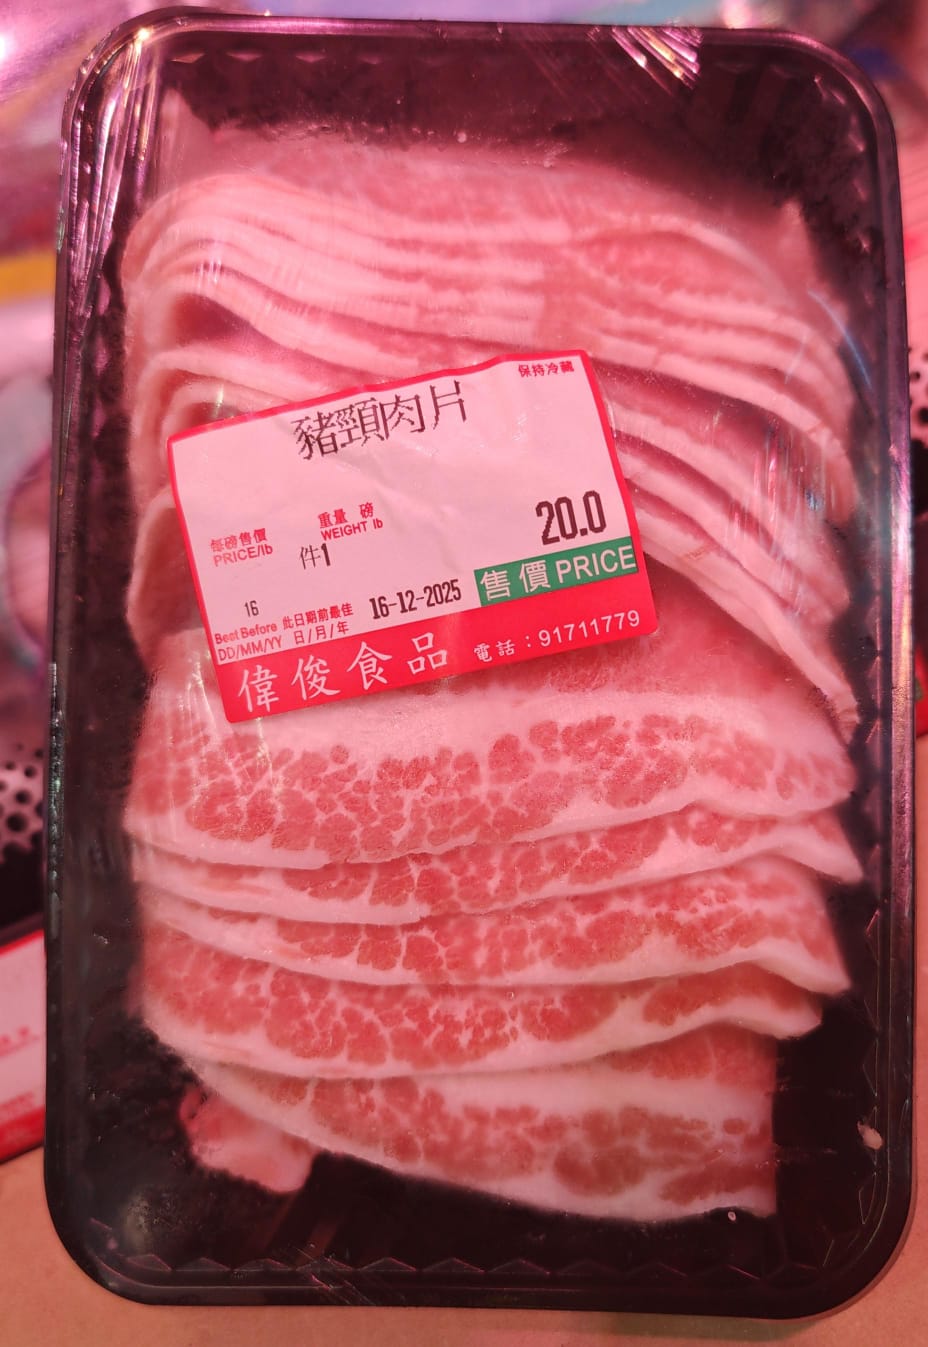 保持冷藏
豬頸肉片
每磅售價 重量 磅
PRICE/lb WEIGHT lb
件1 20.0
售價 PRICE
16 16-12-2025
Best Before 此日期前最佳
DD/MM/YY 日/月/年
偉俊食品 電話：91711779